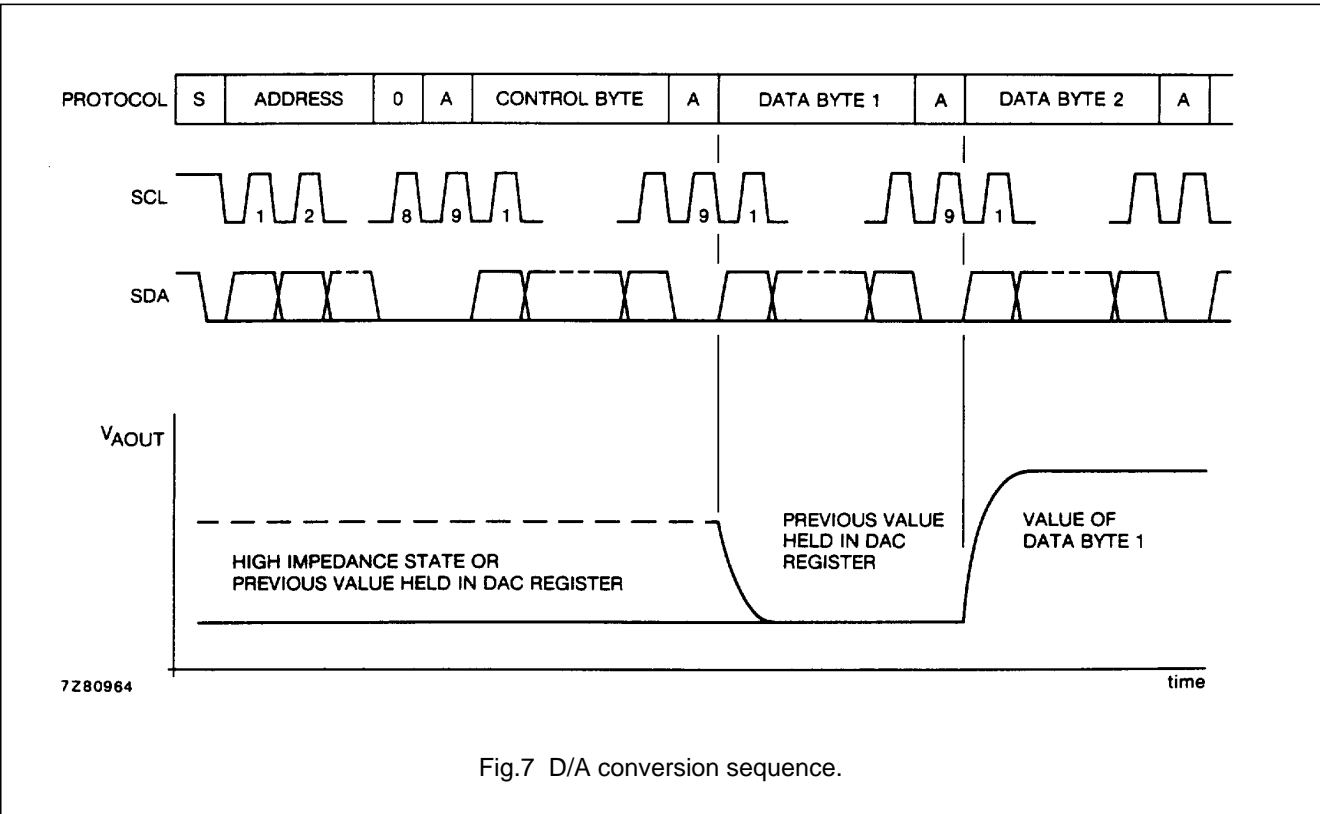 PROTOCOL S ADDRESS 0 A CONTROL BYTE A DATA BYTE 1 A DATA BYTE 2 A
SCL 1 2 8 9 1 9 1 9 1
SDA
VAOUT
HIGH IMPEDANCE STATE OR
PREVIOUS VALUE HELD IN DAC REGISTER
PREVIOUS VALUE
HELD IN DAC
REGISTER
VALUE OF
DATA BYTE 1
7Z80964
time
Fig.7 D/A conversion sequence.